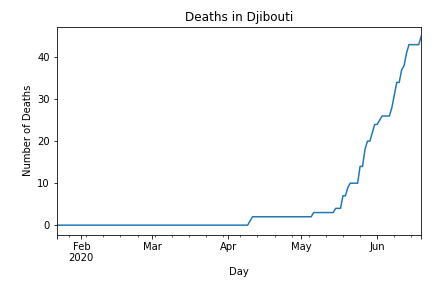 Deaths in Djibouti
Number of Deaths
40
30
20
10
0
Feb
2020
Mar
Apr
May
Jun
Day